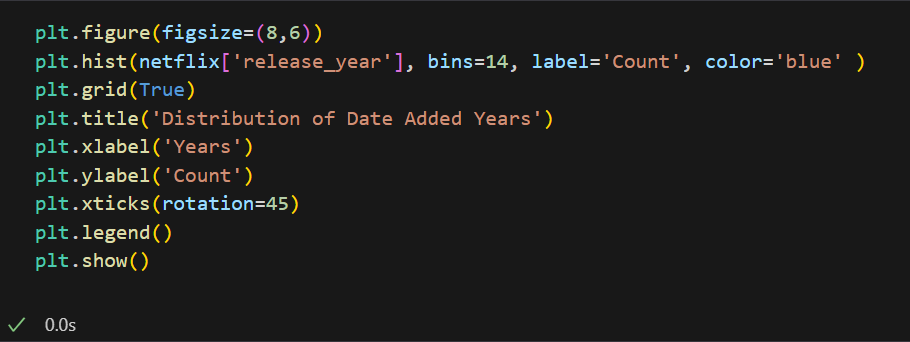 plt.figure(figsize=(8,6))
plt.hist(netflix['release_year'], bins=14, label='Count', color='blue' )
plt.grid(True)
plt.title('Distribution of Date Added Years')
plt.xlabel('Years')
plt.ylabel('Count')
plt.xticks(rotation=45)
plt.legend()
plt.show()
0.0s